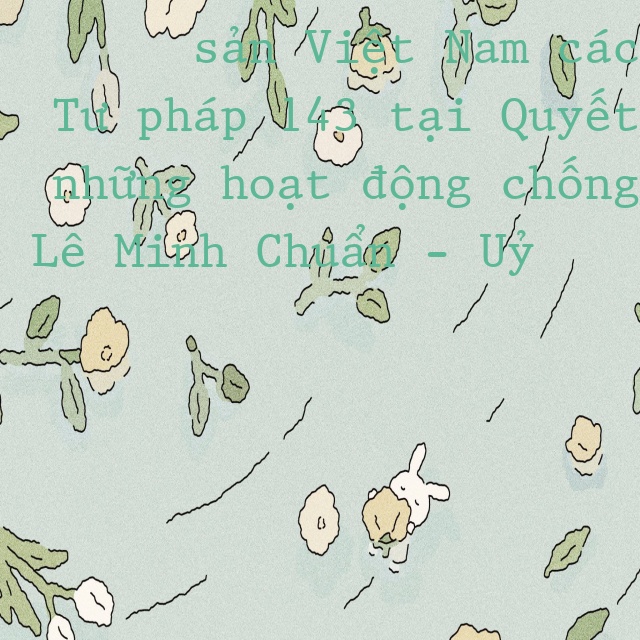 sản Việt Nam các
Tư pháp 143 tại Quyết
những hoạt động chống
Lê Minh Chuẩn - Uỷ